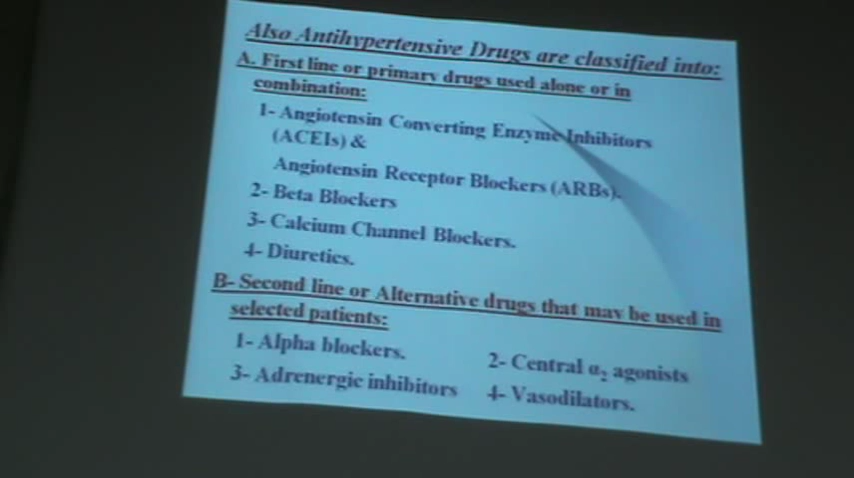 Also Antihypertensive Drugs are classified into:
A. First line or primary drugs used alone or in
combination:
1- Angiotensin Converting Enzyme Inhibitors
(ACEIs) &
Angiotensin Receptor Blockers (ARBs).
2- Beta Blockers
3- Calcium Channel Blockers.
4- Diuretics.
B- Second line or Alternative drugs that may be used in
selected patients:
1- Alpha blockers. 2- Central α₂ agonists
3- Adrenergic inhibitors 4- Vasodilators.